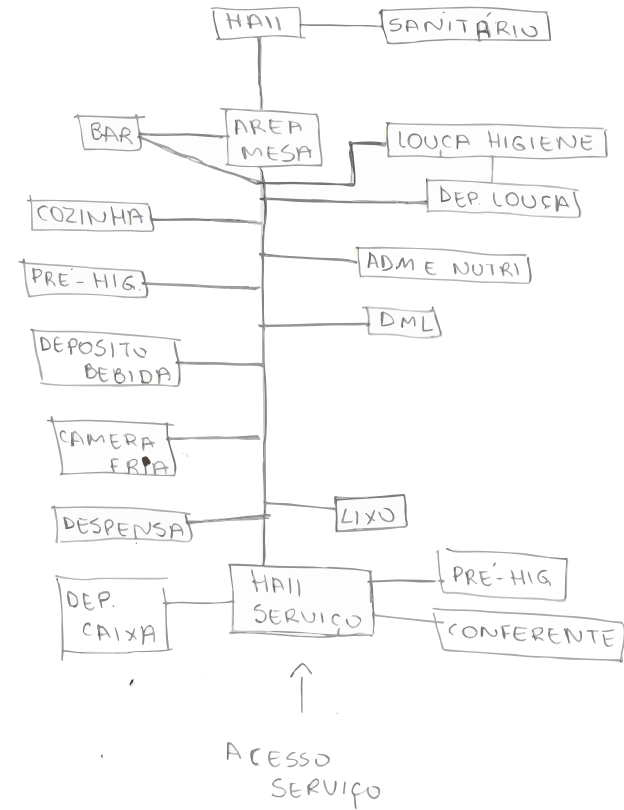 HAll
SANITÁRIO
BAR
AREA
MESA
LOUÇA HIGIENE
DEP. LOUÇA
COZINHA
ADM E NUTRI
PRÉ-HIG.
DML
DEPOSITO
BEBIDA
CAMERA
FRIA
LIXO
DESPENSA
HAll
SERVIÇO
PRÉ-HIG
DEP.
CAIXA
CONFERENTE
ACESSO
SERVIÇO